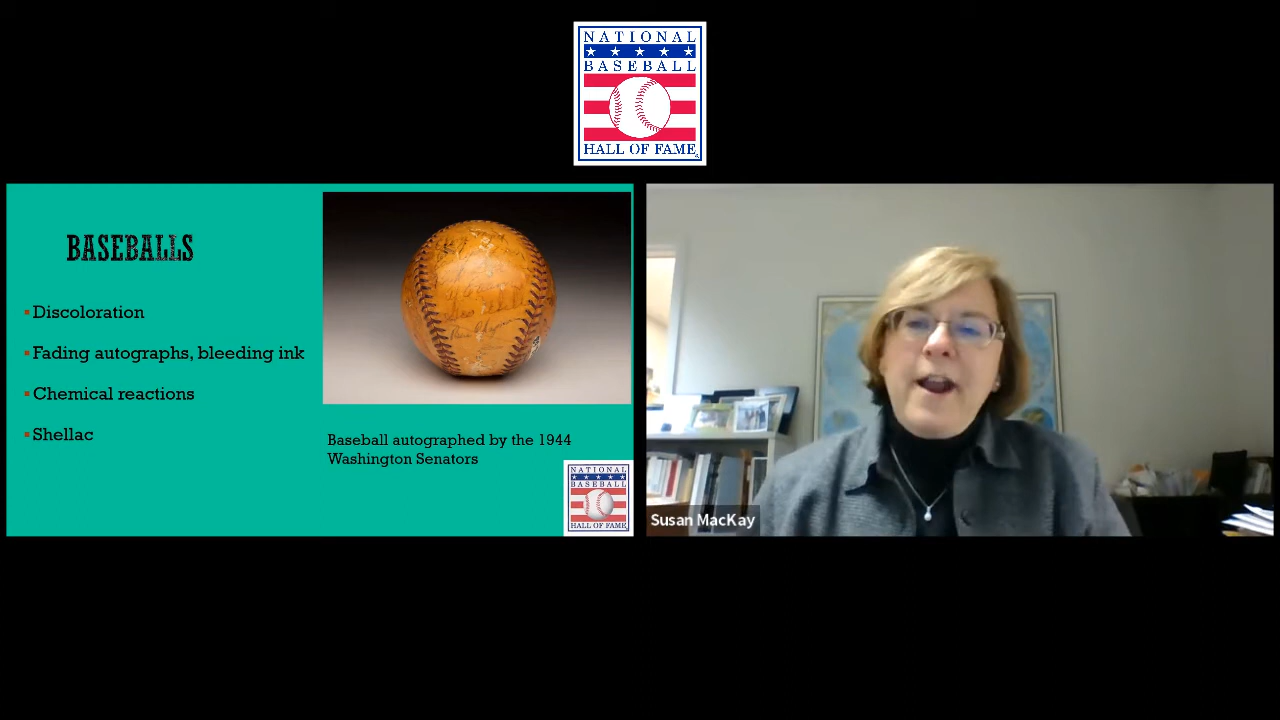 NATIONAL
BASEBALL
HALL OF FAME
BASEBALLS
Discoloration
Fading autographs, bleeding ink
Chemical reactions
Shellac
Baseball autographed by the 1944
Washington Senators
NATIONAL
BASEBALL
HALL OF FAME
Susan MacKay